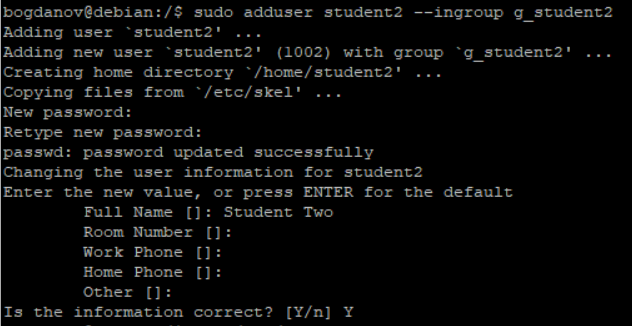 bogdanov@debian:/$ sudo adduser student2 --ingroup g_student2
Adding user `student2' ...
Adding new user `student2' (1002) with group `g_student2' ...
Creating home directory `/home/student2' ...
Copying files from `/etc/skel' ...
New password:
Retype new password:
passwd: password updated successfully
Changing the user information for student2
Enter the new value, or press ENTER for the default
        Full Name []: Student Two
        Room Number []:
        Work Phone []:
        Home Phone []:
        Other []:
Is the information correct? [Y/n] Y